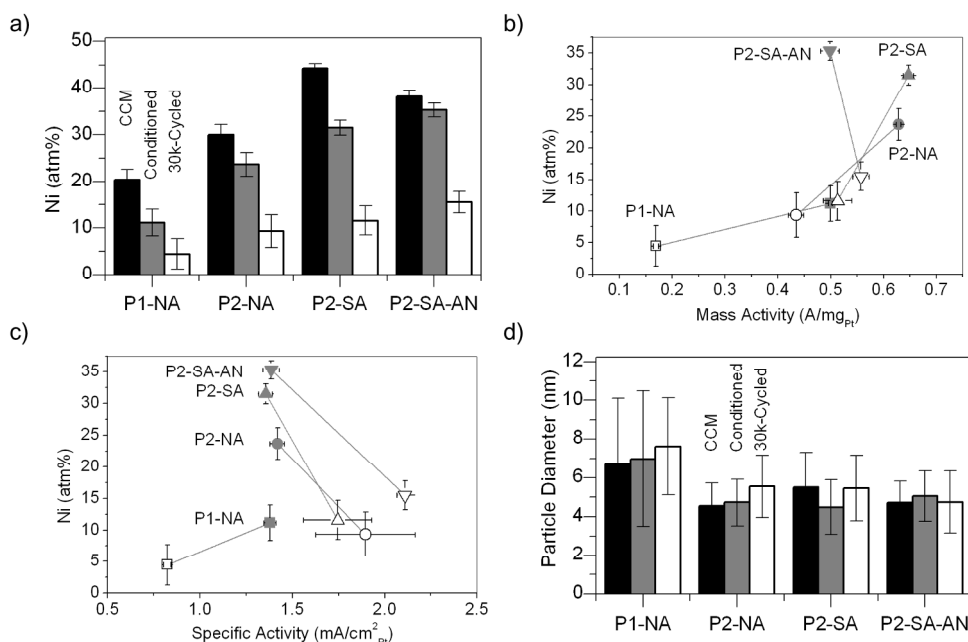 a)
50
40
30
20
10
0
Ni (atm%)
CCM
Conditioned
30k-Cycled
P1-NA
P2-NA
P2-SA
P2-SA-AN
b)
40
35
30
25
20
15
10
5
0
Ni (atm%)
P2-SA-AN
P2-SA
P2-NA
P1-NA
0.1 0.2 0.3 0.4 0.5 0.6 0.7
Mass Activity (A/mgPt)
c)
35
30
25
20
15
10
5
0
Ni (atm%)
P2-SA-AN
P2-SA
P2-NA
P1-NA
0.5 1.0 1.5 2.0 2.5
Specific Activity (mA/cm²Pt)
d)
12
10
8
6
4
2
0
Particle Diameter (nm)
CCM
Conditioned
30k-Cycled
P1-NA
P2-NA
P2-SA
P2-SA-AN